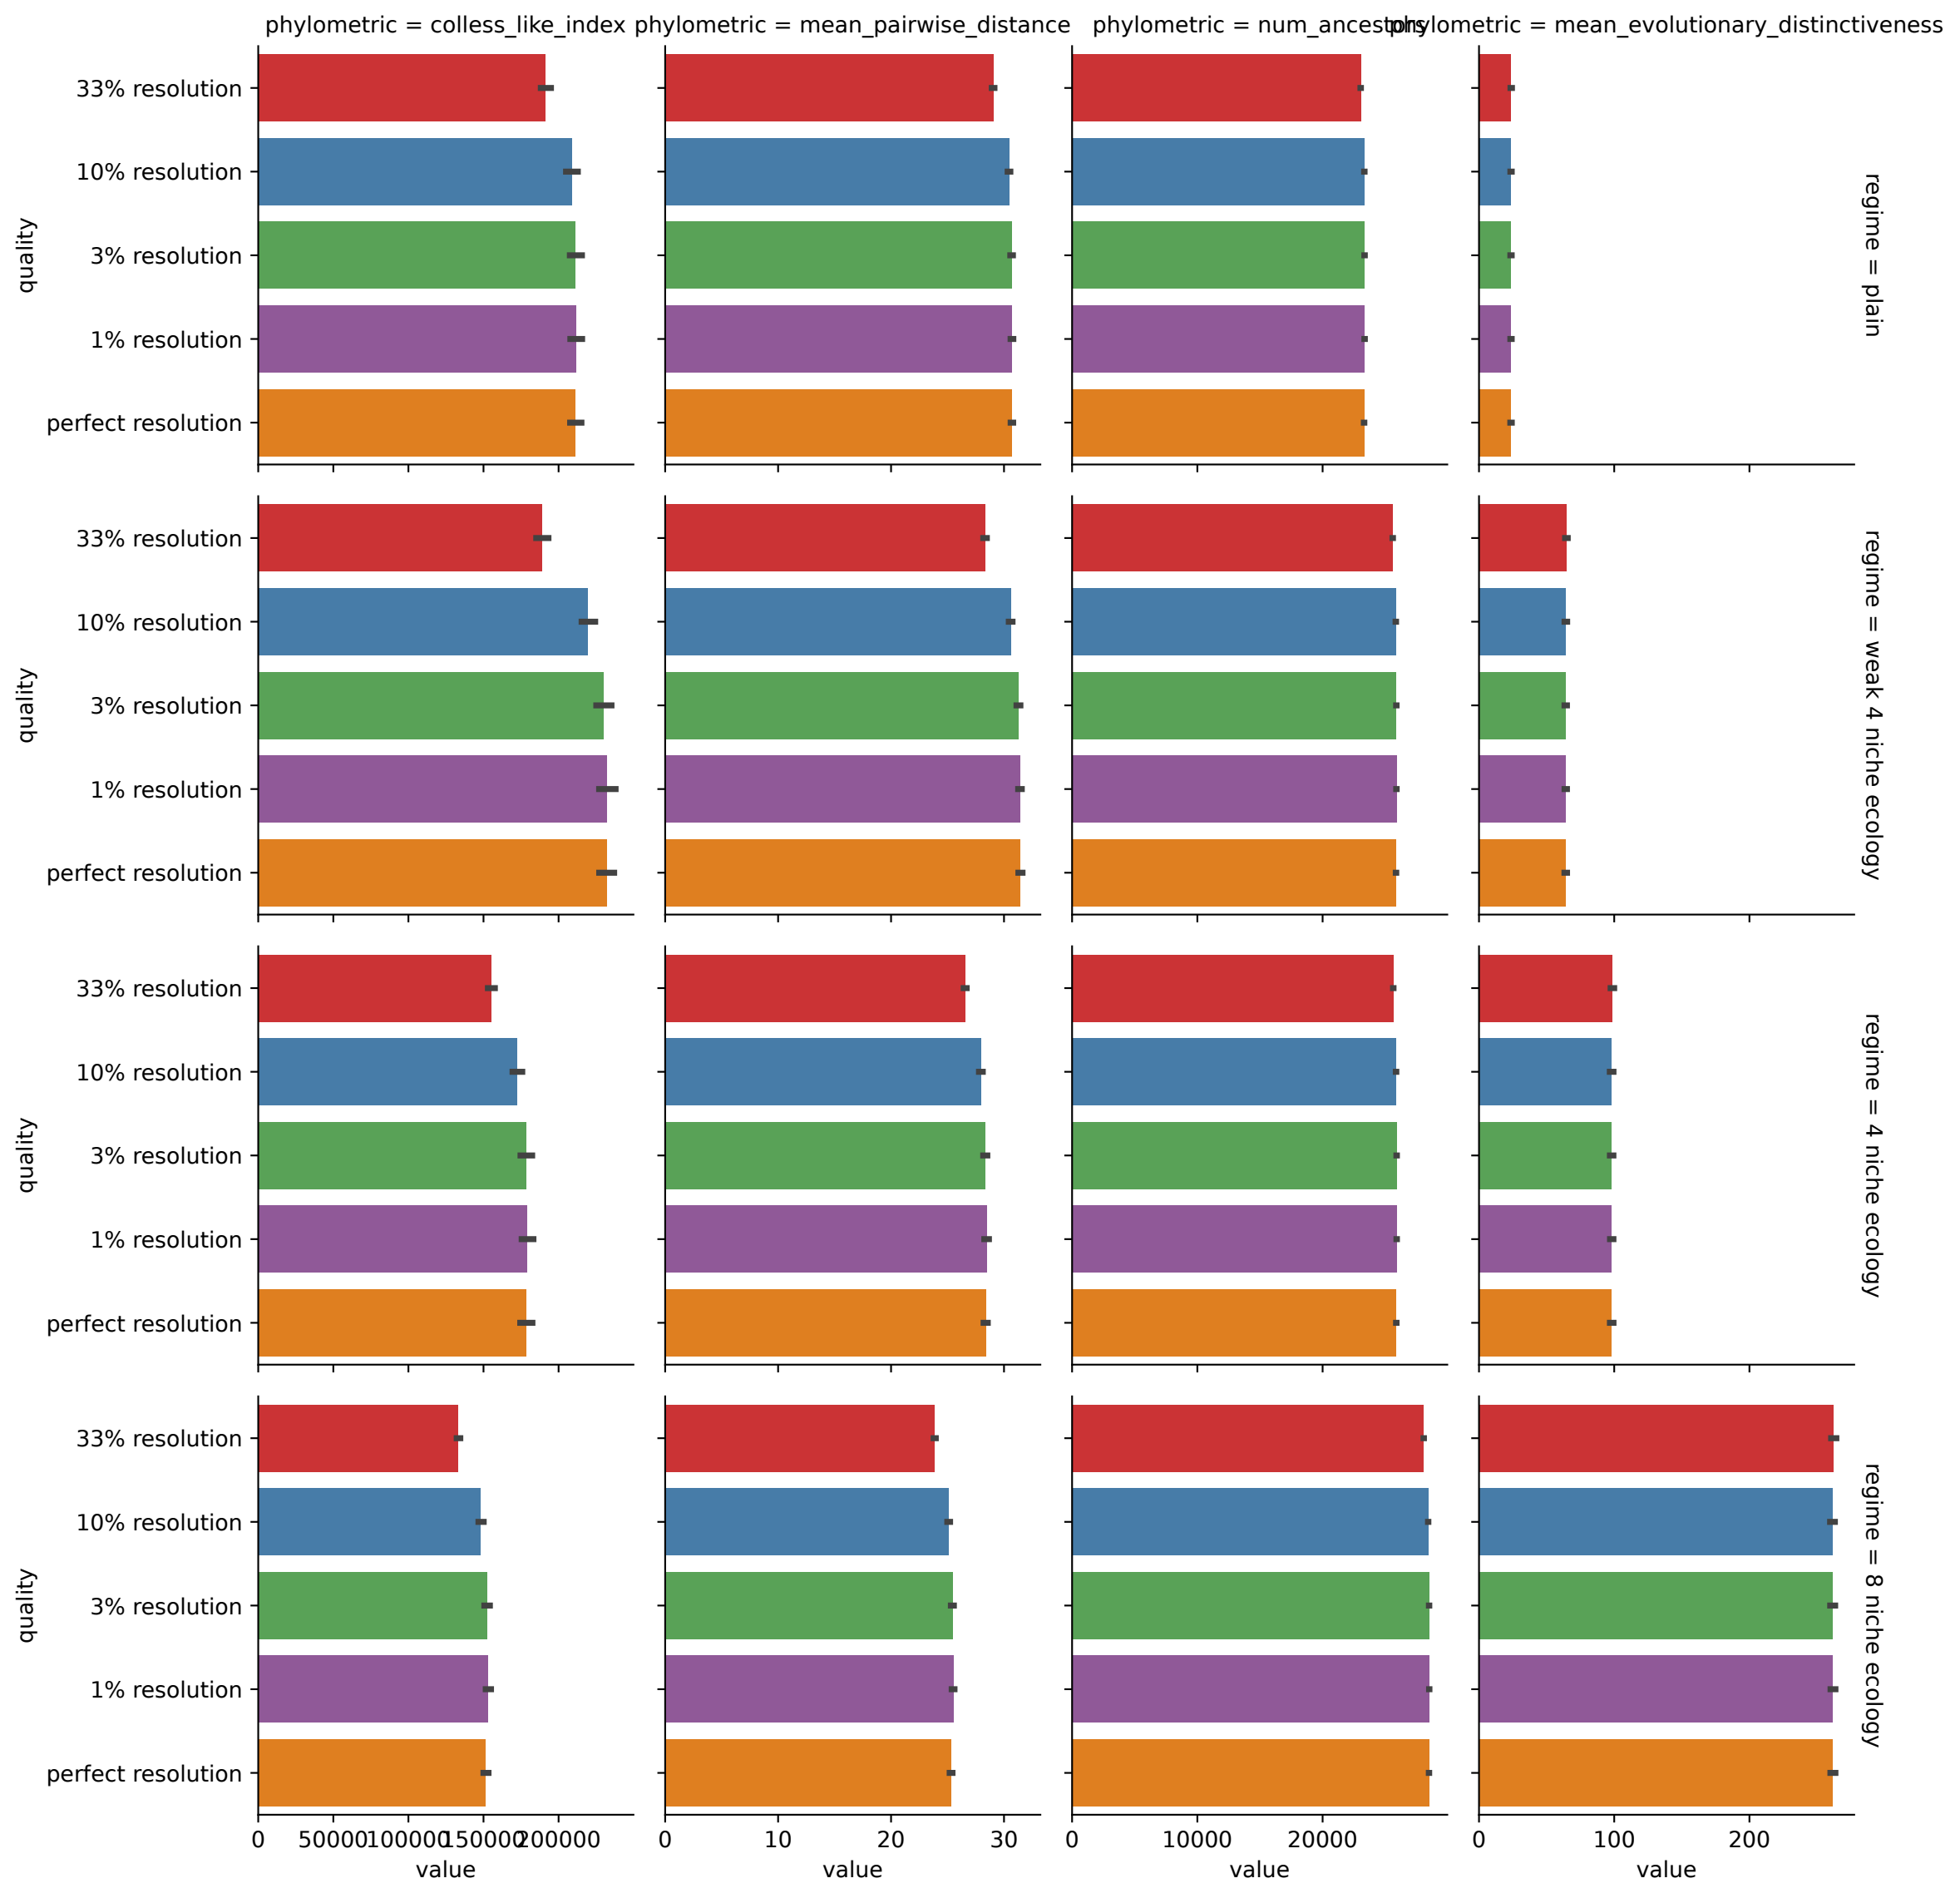 phylometric = colless_like_index
phylometric = mean_pairwise_distance
phylometric = num_ancestors
phylometric = mean_evolutionary_distinctiveness
quality
33% resolution
10% resolution
3% resolution
1% resolution
perfect resolution
regime = plain
quality
33% resolution
10% resolution
3% resolution
1% resolution
perfect resolution
0 100 200
regime = weak 4 niche ecology
quality
33% resolution
10% resolution
3% resolution
1% resolution
perfect resolution
regime = 4 niche ecology
quality
33% resolution
10% resolution
3% resolution
1% resolution
perfect resolution
regime = 8 niche ecology
0 50000 100000 150000 200000
value
0 10 20 30
value
0 10000 20000
value
0 100 200
value